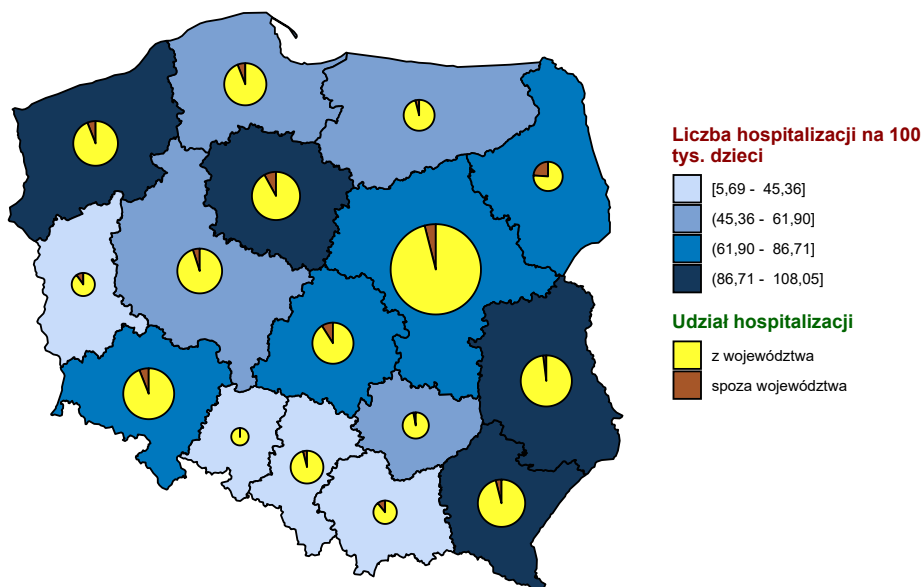 Liczba hospitalizacji na 100
tys. dzieci
[5,69 - 45,36]
(45,36 - 61,90]
(61,90 - 86,71]
(86,71 - 108,05]
Udział hospitalizacji
z województwa
spoza województwa